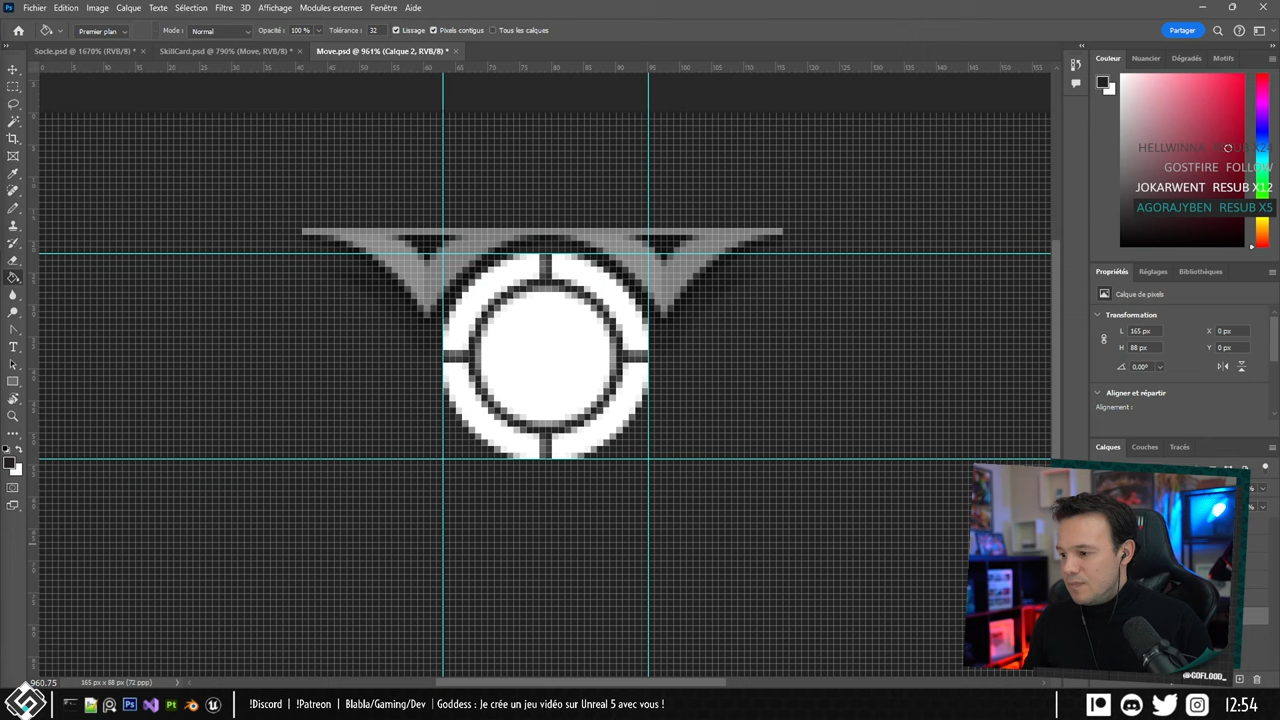 Fichier Edition Image Calque Texte Sélection Filtre 3D Affichage Modules externes Fenêtre Aide
Premier plan Mode : Normal Opacité : 100 % Tolérance : 32 Lissage Pixels contigus Tous les calques Partager
Socle.psd @ 1670% (RVB/8) * SkillCard.psd @ 790% (Move, RVB/8) * Move.psd @ 961% (Calque 2, RVB/8) *
Couleur Nuancier Dégradés Motifs
HELLWINNA RESUB X24
GOSTFIRE FOLLOW
JOKARWENT RESUB X12
AGORAJYBEN RESUB X5
Propriétés Réglages Bibliothèques
Calque de pixels
Transformation
L 165 px X 0 px
H 88 px Y 0 px
0,00°
Aligner et répartir
Alignement :
Calques Couches Tracés
@GOFLOOD_
960.75 165 px x 88 px (72 ppp)
!Discord | !Patreon | Blabla/Gaming/Dev | Goddess : Je crée un jeu vidéo sur Unreal 5 avec vous !
12:54